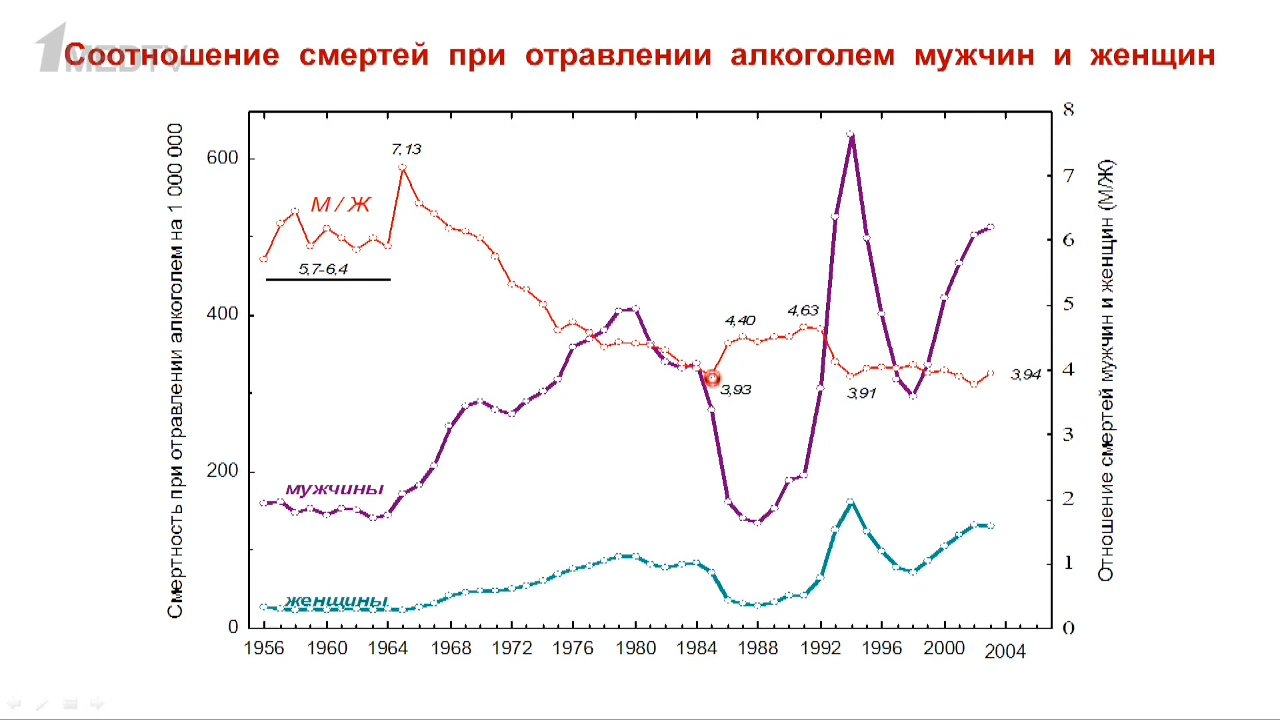 1MEDTV
Соотношение смертей при отравлении алкоголем мужчин и женщин
Смертность при отравлении алкоголем на 1 000 000
600
400
200
0
7,13
М / Ж
5,7-6,4
4,40
4,63
3,93
3,91
3,94
мужчины
женщины
8
7
6
5
4
3
2
1
0
Отношение смертей мужчин и женщин (М/Ж)
1956 1960 1964 1968 1972 1976 1980 1984 1988 1992 1996 2000 2004